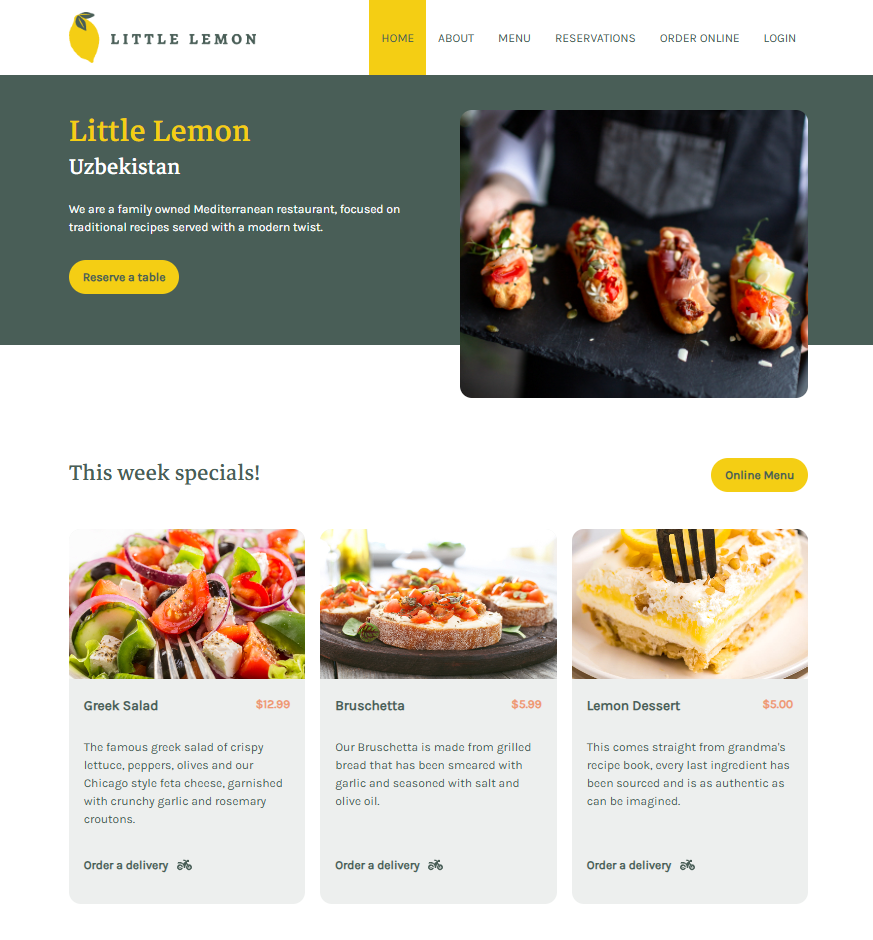 LITTLE LEMON
HOME ABOUT MENU RESERVATIONS ORDER ONLINE LOGIN
Little Lemon
Uzbekistan
We are a family owned Mediterranean restaurant, focused on
traditional recipes served with a modern twist.
Reserve a table
This week specials!
Online Menu
Greek Salad $12.99
The famous greek salad of crispy
lettuce, peppers, olives and our
Chicago style feta cheese, garnished
with crunchy garlic and rosemary
croutons.
Order a delivery
Bruschetta $5.99
Our Bruschetta is made from grilled
bread that has been smeared with
garlic and seasoned with salt and
olive oil.
Order a delivery
Lemon Dessert $5.00
This comes straight from grandma's
recipe book, every last ingredient has
been sourced and is as authentic as
can be imagined.
Order a delivery